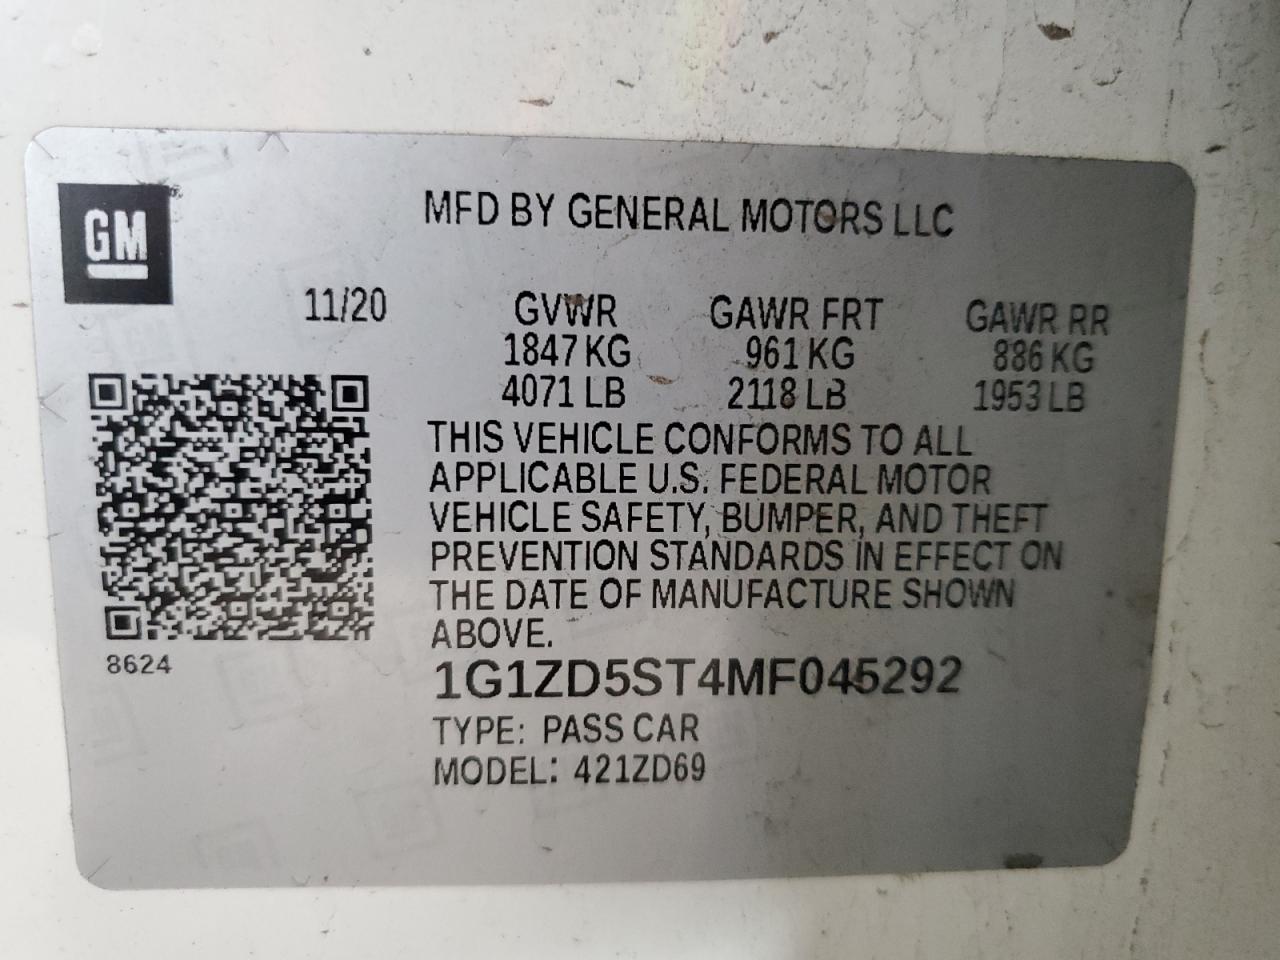 GM
MFD BY GENERAL MOTORS LLC
11/20
GVWR GAWR FRT GAWR RR
1847 KG 961 KG 886 KG
4071 LB 2118 LB 1953 LB
THIS VEHICLE CONFORMS TO ALL
APPLICABLE U.S. FEDERAL MOTOR
VEHICLE SAFETY, BUMPER, AND THEFT
PREVENTION STANDARDS IN EFFECT ON
THE DATE OF MANUFACTURE SHOWN
ABOVE.
8624
1G1ZD5ST4MF045292
TYPE: PASS CAR
MODEL: 421ZD69